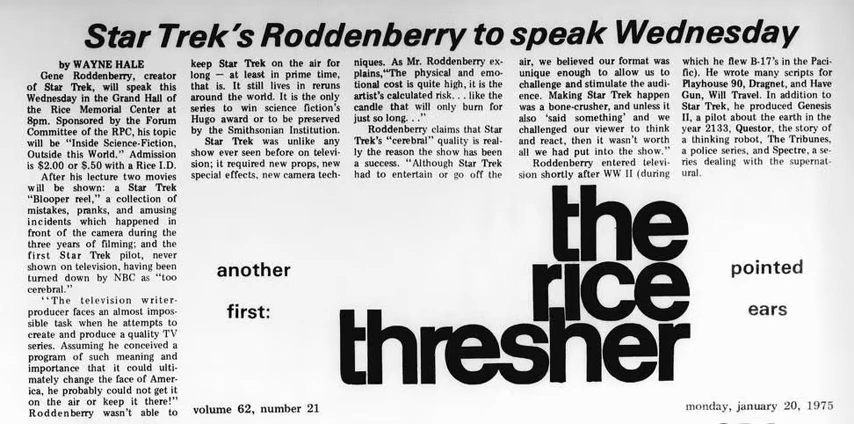 Star Trek's Roddenberry to speak Wednesday
by WAYNE HALE
Gene Roddenberry, creator
of Star Trek, will speak this
Wednesday in the Grand Hall of
the Rice Memorial Center at
8pm. Sponsored by the Forum
Committee of the RPC, his topic
will be "Inside Science-Fiction,
Outside this World." Admission
is $2.00 or $.50 with a Rice I.D.
After his lecture two movies
will be shown: a Star Trek
"Blooper reel," a collection of
mistakes, pranks, and amusing
incidents which happened in
front of the camera during the
three years of filming; and the
first Star Trek pilot, never
shown on television, having been
turned down by NBC as "too
cerebral."
"The television writer-
producer faces an almost impos-
sible task when he attempts to
create and produce a quality TV
series. Assuming he conceived a
program of such meaning and
importance that it could ulti-
mately change the face of Amer-
ica, he probably could not get it
on the air or keep it there!"
Roddenberry wasn't able to
keep Star Trek on the air for
long — at least in prime time,
that is. It still lives in reruns
around the world. It is the only
series to win science fiction's
Hugo award or to be preserved
by the Smithsonian Institution.
Star Trek was unlike any
show ever seen before on televi-
sion; it required new props, new
special effects, new camera tech-
niques. As Mr. Roddenberry ex-
plains,"The physical and emo-
tional cost is quite high, it is the
artist's calculated risk. . . like the
candle that will only burn for
just so long. . ."
Roddenberry claims that Star
Trek's "cerebral" quality is real-
ly the reason the show has been
a success. "Although Star Trek
had to entertain or go off the
air, we believed our format was
unique enough to allow us to
challenge and stimulate the audi-
ence. Making Star Trek happen
was a bone-crusher, and unless it
also 'said something' and we
challenged our viewer to think
and react, then it wasn't worth
all we had put into the show."
Roddenberry entered televi-
sion shortly after WW II (during
which he flew B-17's in the Paci-
fic). He wrote many scripts for
Playhouse 90, Dragnet, and Have
Gun, Will Travel. In addition to
Star Trek, he produced Genesis
II, a pilot about the earth in the
year 2133, Questor, the story of
a thinking robot, The Tribunes,
a police series, and Spectre, a se-
ries dealing with the supernat-
ural.
another
first:
the
rice
thresher
pointed
ears
volume 62, number 21
monday, january 20, 1975